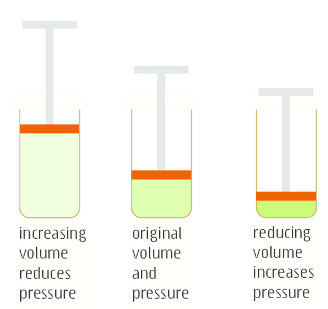 increasing
volume
reduces
pressure
original
volume
and
pressure
reducing
volume
increases
pressure